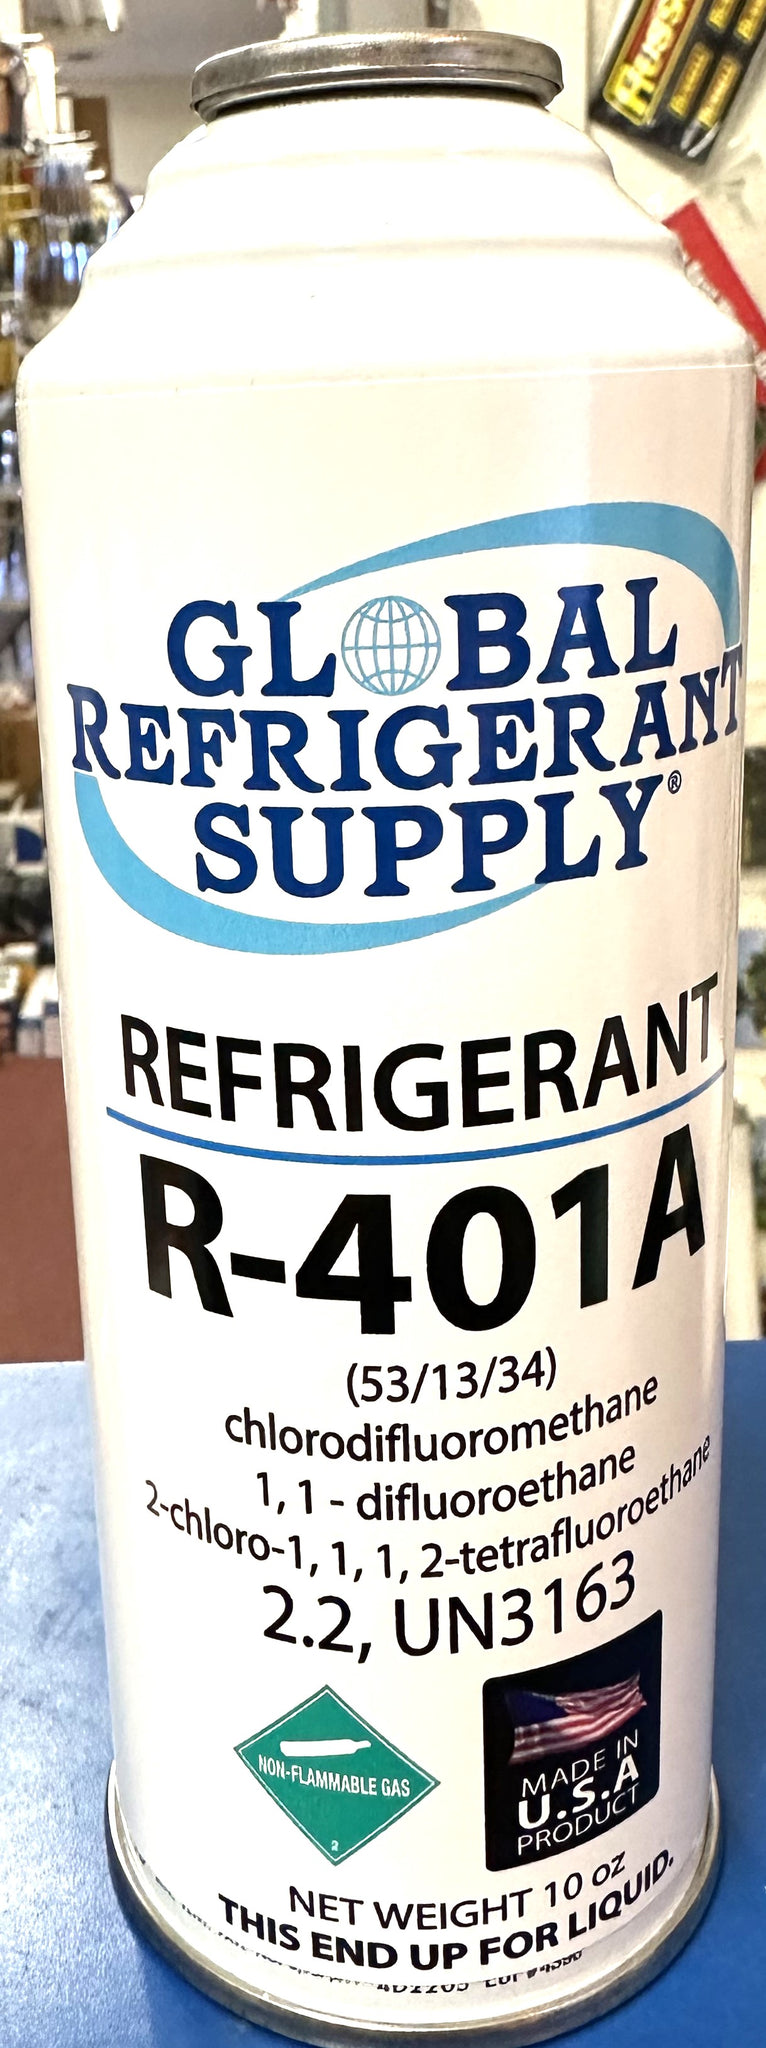 GLOBAL
REFRIGERANT
SUPPLY®
REFRIGERANT
R-401A
(53/13/34)
chlorodifluoromethane
1, 1 - difluoroethane
2-chloro-1, 1, 1, 2-tetrafluoroethane
2.2, UN3163
NON-FLAMMABLE GAS
2
MADE IN
U.S.A
PRODUCT
NET WEIGHT 10 oz
THIS END UP FOR LIQUID.